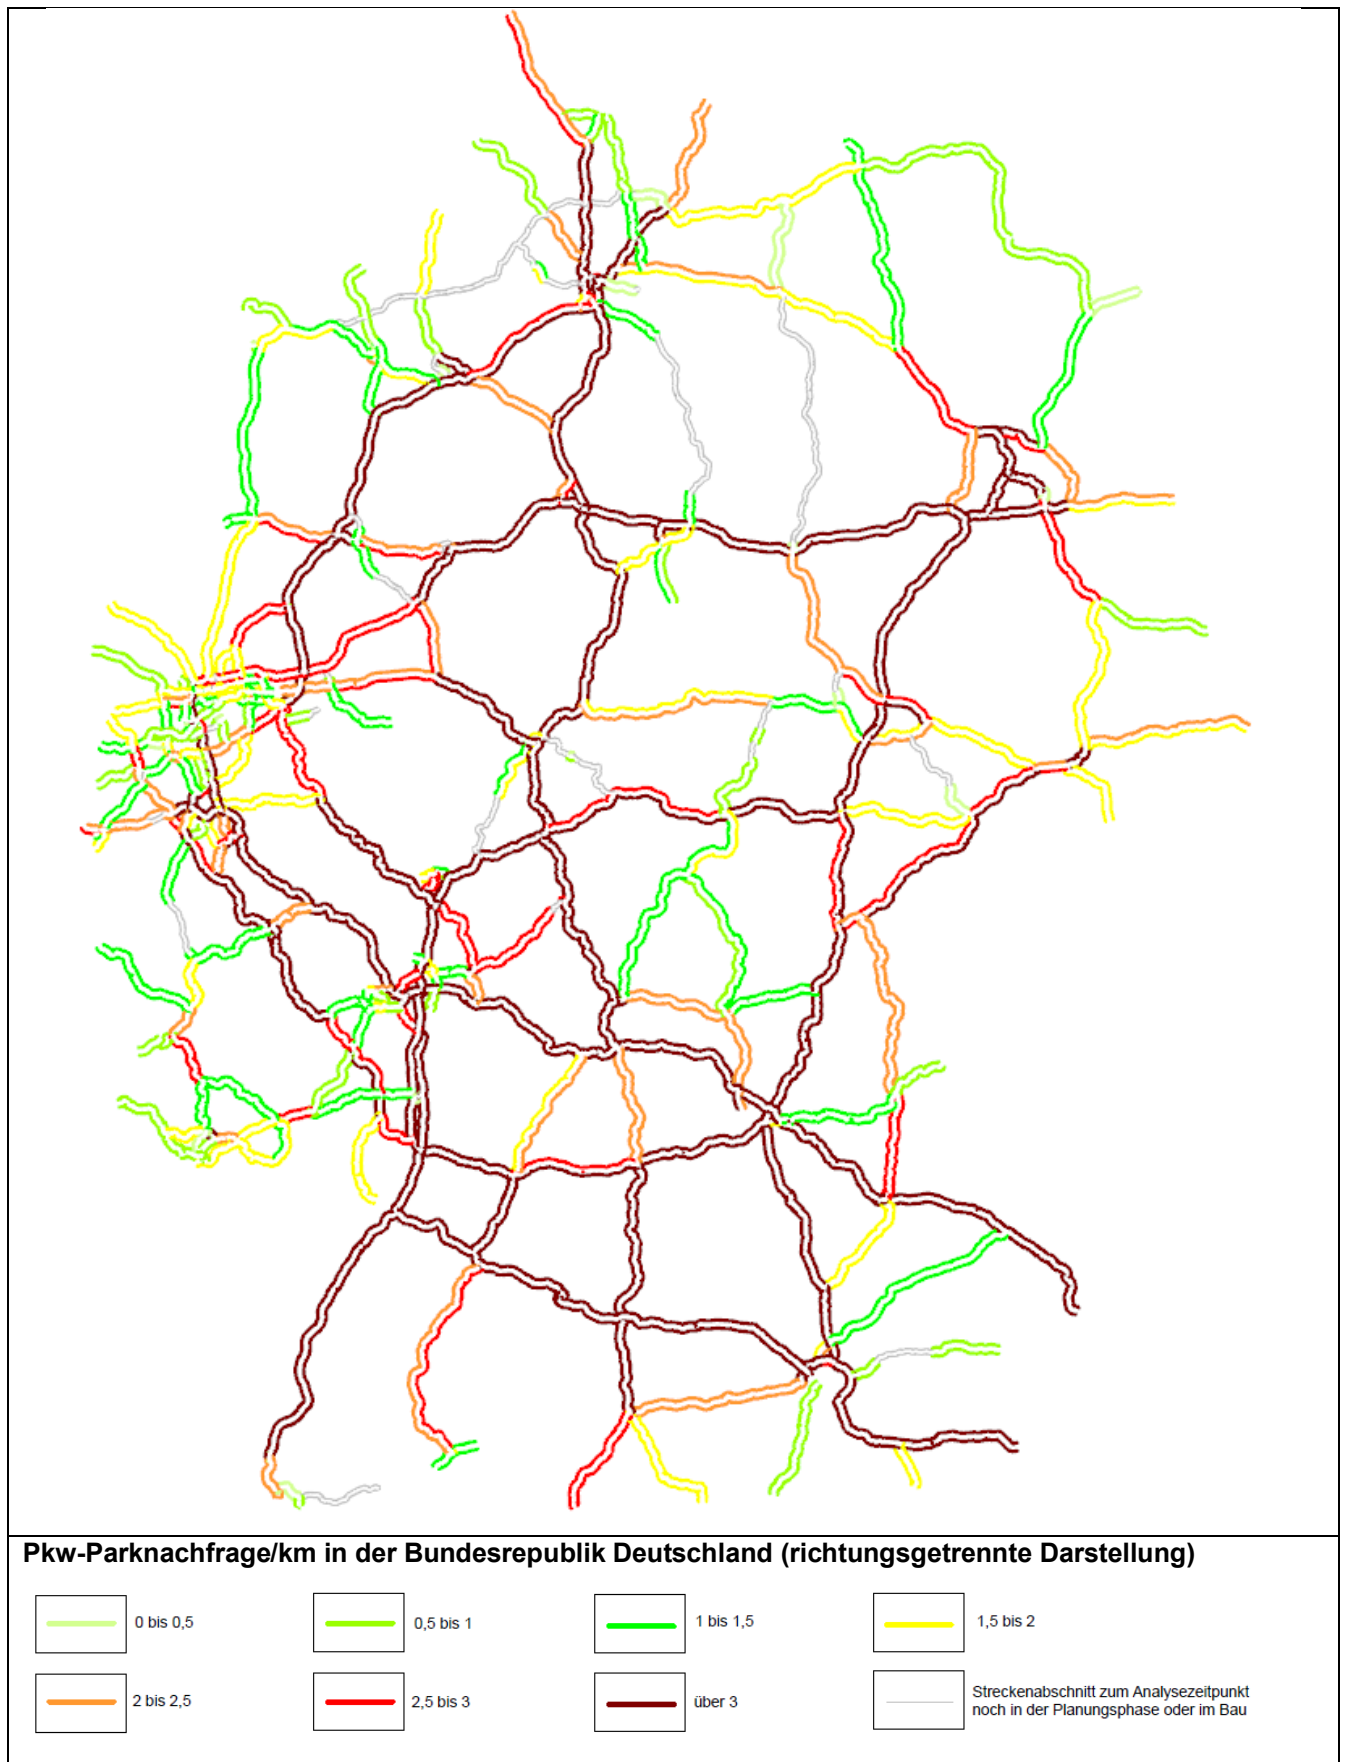 Pkw-Parknachfrage/km in der Bundesrepublik Deutschland (richtungsgetrennte Darstellung)
0 bis 0,5
0,5 bis 1
1 bis 1,5
1,5 bis 2
2 bis 2,5
2,5 bis 3
über 3
Streckenabschnitt zum Analysezeitpunkt
noch in der Planungsphase oder im Bau